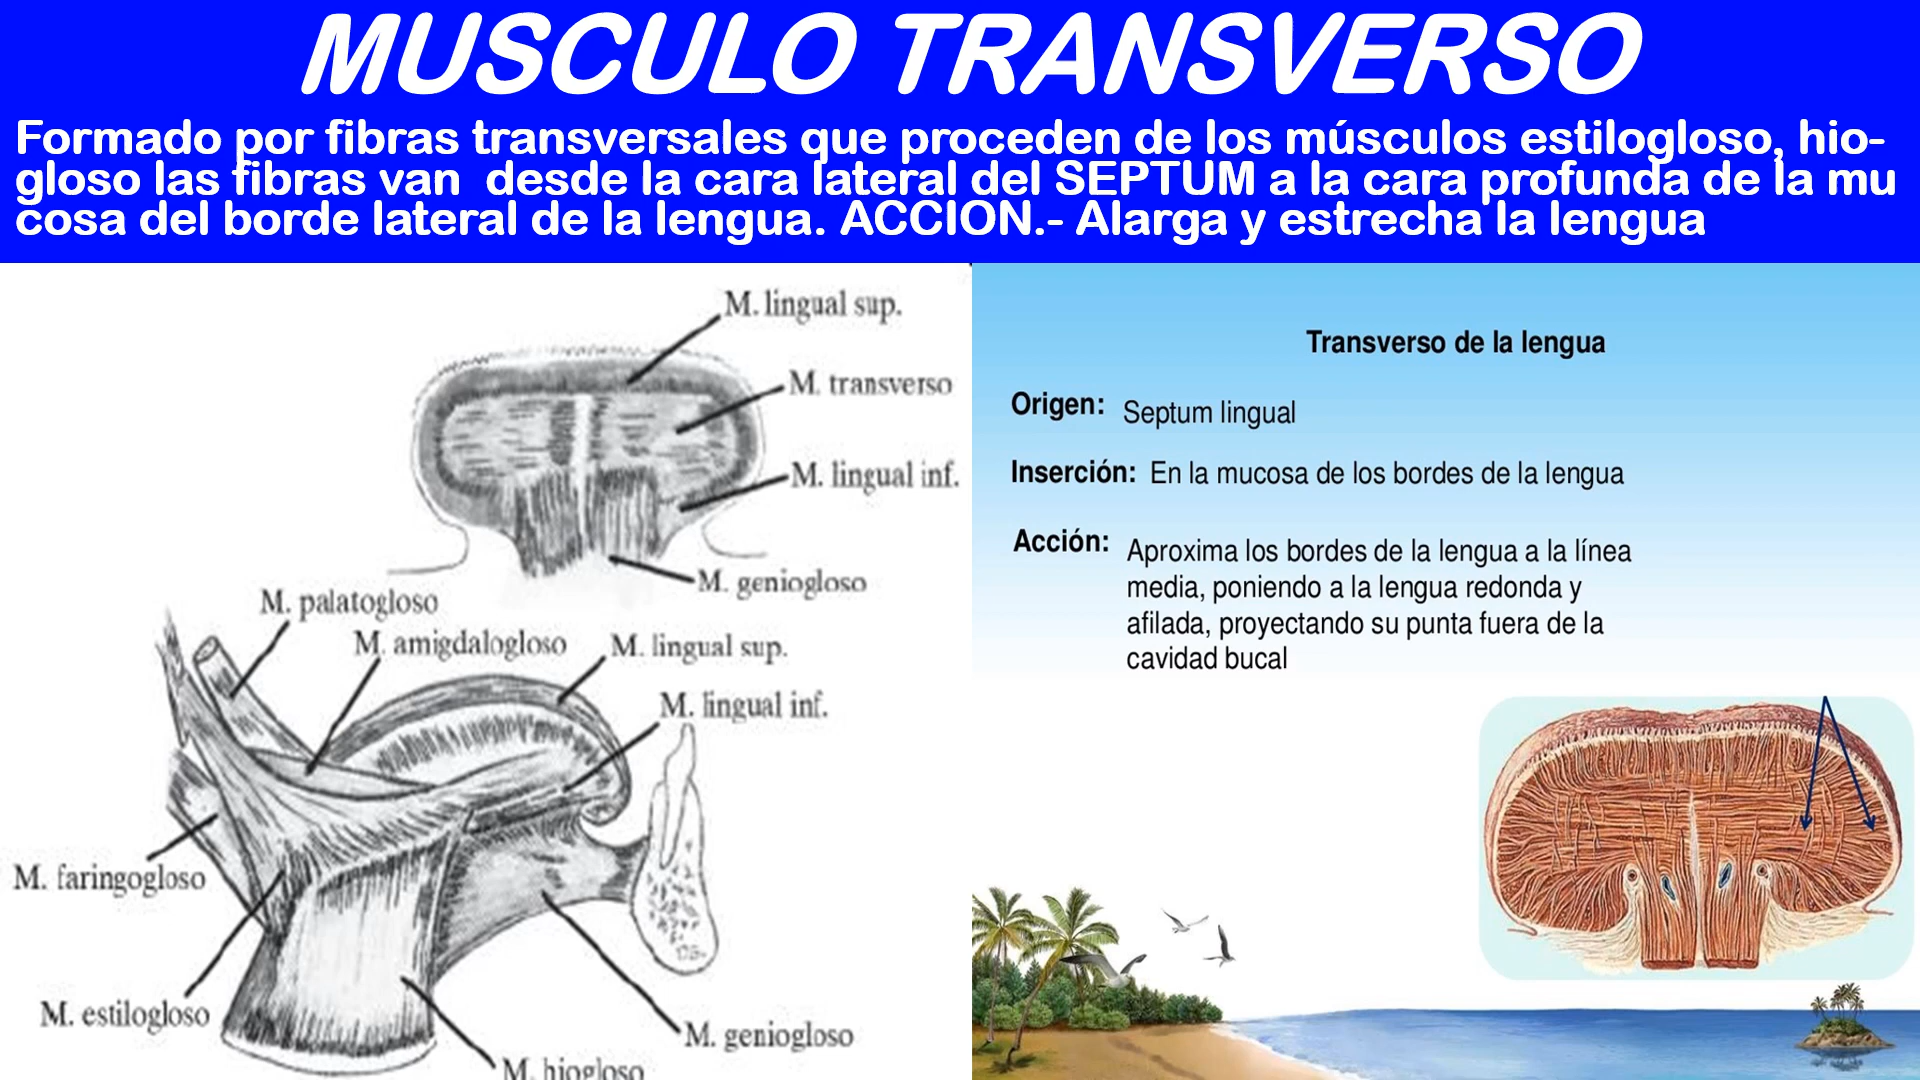 MUSCULO TRANSVERSO
Formado por fibras transversales que proceden de los músculos estilogloso, hio-
gloso las fibras van  desde la cara lateral del SEPTUM a la cara profunda de la mu
cosa del borde lateral de la lengua. ACCION.- Alarga y estrecha la lengua
M. lingual sup.
M. transverso
M. lingual inf.
M. geniogloso
M. palatogloso
M. amigdalogloso
M. lingual sup.
M. lingual inf.
M. faringogloso
M. estilogloso
M. geniogloso
M. hiogloso
Transverso de la lengua
Origen: Septum lingual
Inserción: En la mucosa de los bordes de la lengua
Acción: Aproxima los bordes de la lengua a la línea
media, poniendo a la lengua redonda y
afilada, proyectando su punta fuera de la
cavidad bucal